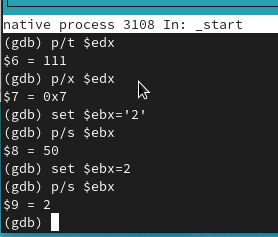 native process 3108 In: _start
(gdb) p/t $edx
$6 = 111
(gdb) p/x $edx
$7 = 0x7
(gdb) set $ebx='2'
(gdb) p/s $ebx
$8 = 50
(gdb) set $ebx=2
(gdb) p/s $ebx
$9 = 2
(gdb)